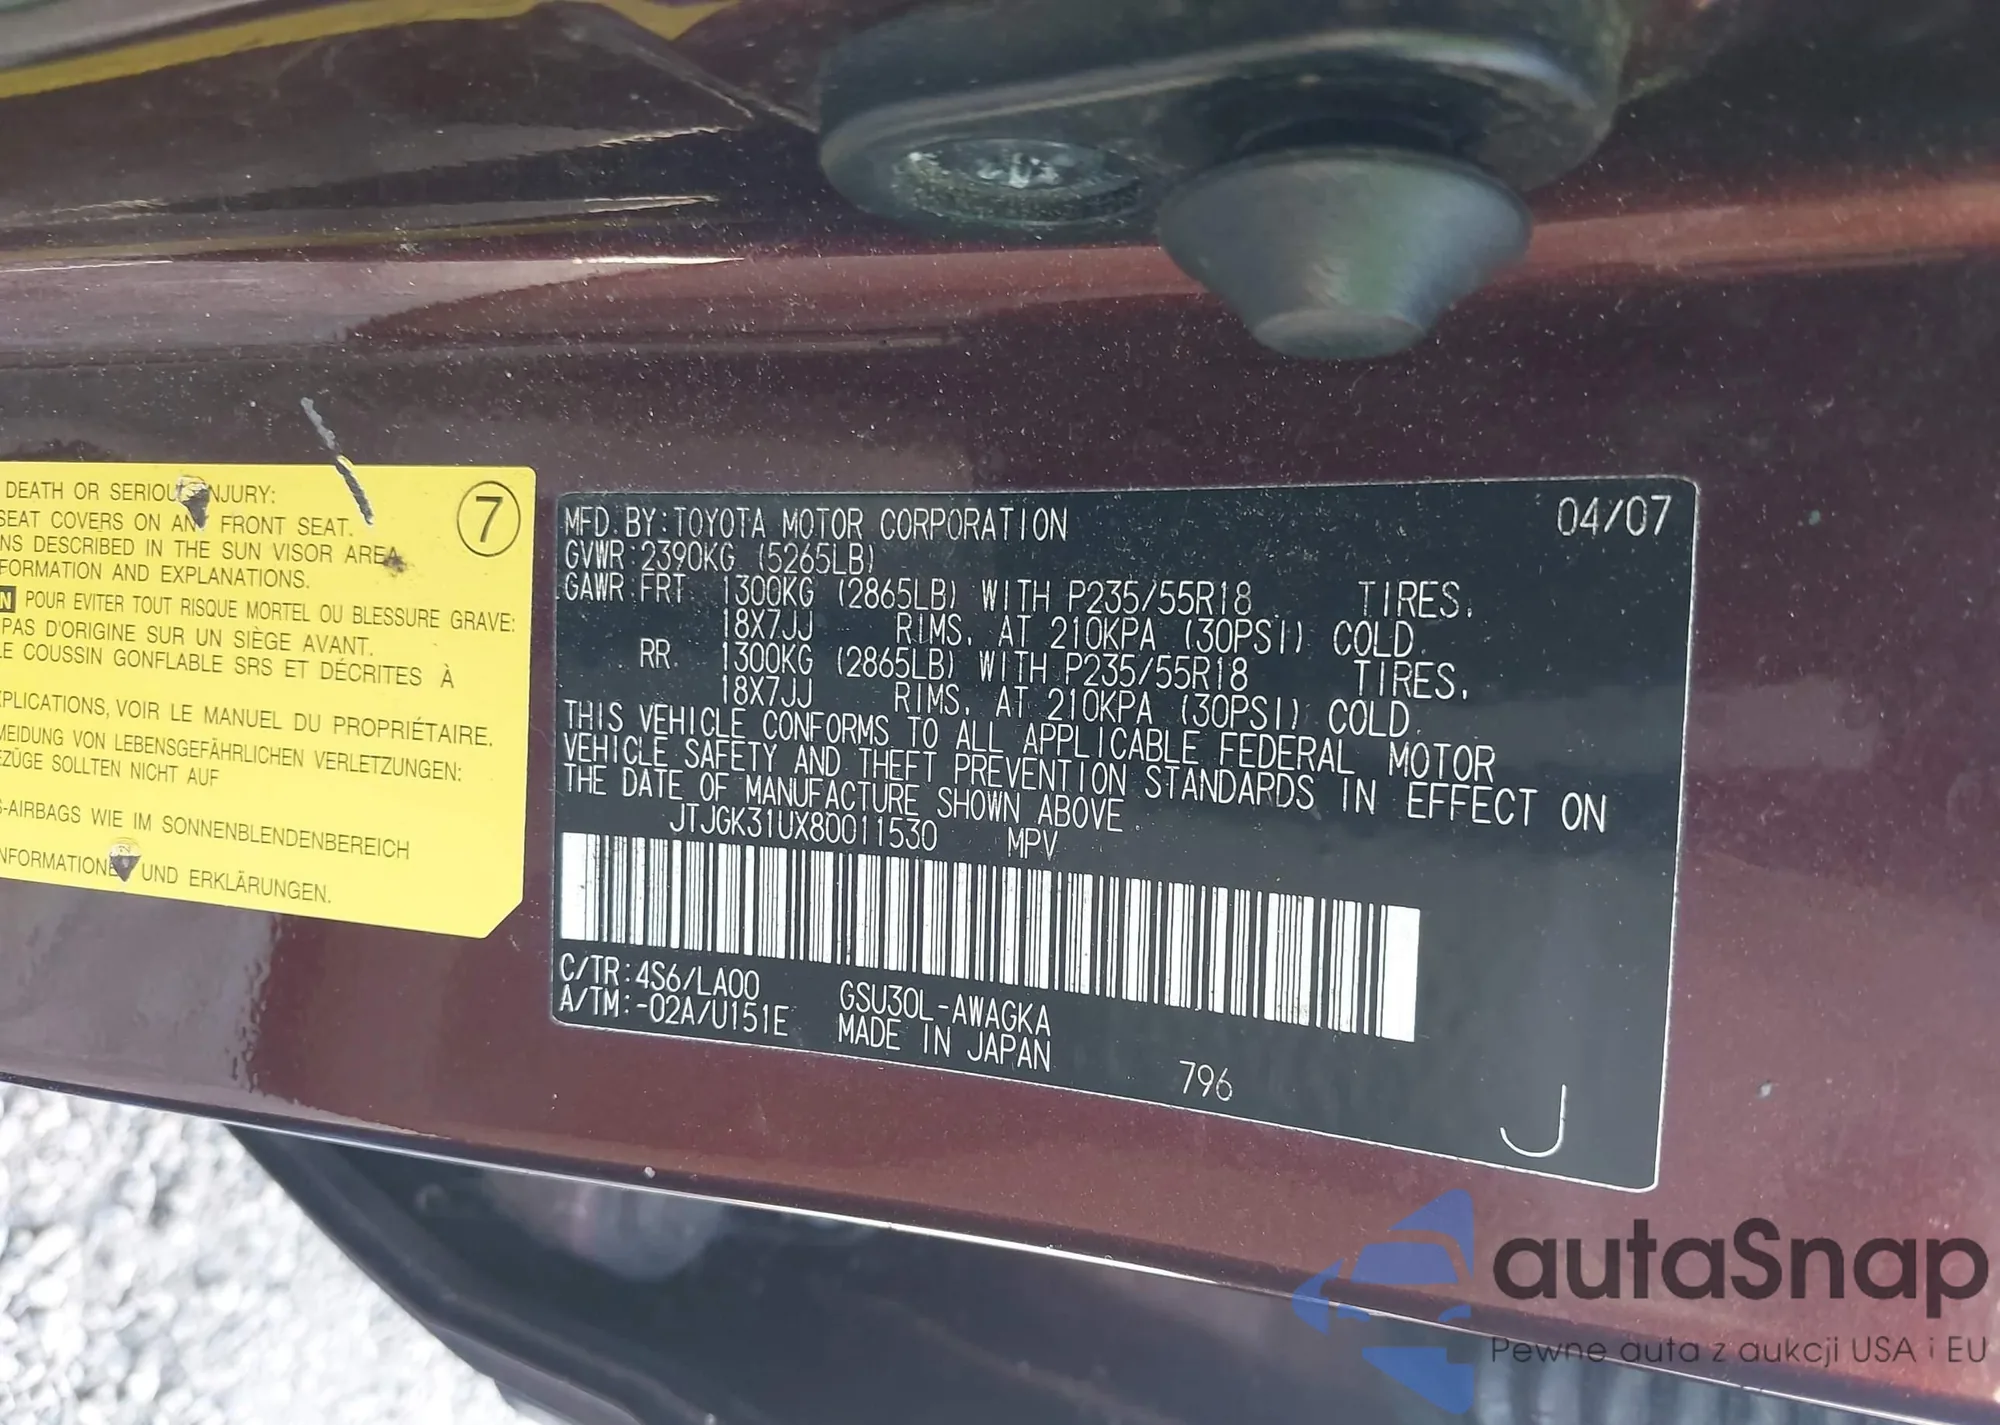 DEATH OR SERIOUS INJURY:
SEAT COVERS ON ANY FRONT SEAT.
NS DESCRIBED IN THE SUN VISOR AREA
FORMATION AND EXPLANATIONS.
N POUR EVITER TOUT RISQUE MORTEL OU BLESSURE GRAVE:
PAS D'ORIGINE SUR UN SIÈGE AVANT.
LE COUSSIN GONFLABLE SRS ET DÉCRITES À
XPLICATIONS, VOIR LE MANUEL DU PROPRIÉTAIRE.
MEIDUNG VON LEBENSGEFÄHRLICHEN VERLETZUNGEN:
EZÜGE SOLLTEN NICHT AUF
S-AIRBAGS WIE IM SONNENBLENDENBEREICH
NFORMATIONEN UND ERKLÄRUNGEN.
7
MFD. BY: TOYOTA MOTOR CORPORATION 04/07
GVWR: 2390KG (5265LB)
GAWR: FRT. 1300KG (2865LB) WITH P235/55R18 TIRES,
18X7JJ RIMS, AT 210KPA (30PSI) COLD.
RR. 1300KG (2865LB) WITH P235/55R18 TIRES,
18X7JJ RIMS, AT 210KPA (30PSI) COLD.
THIS VEHICLE CONFORMS TO ALL APPLICABLE FEDERAL MOTOR
VEHICLE SAFETY AND THEFT PREVENTION STANDARDS IN EFFECT ON
THE DATE OF MANUFACTURE SHOWN ABOVE.
JTJGK31UX80011530 MPV
C/TR: 4S6/LA00 GSU30L-AWAGKA
A/TM: -02A/U151E MADE IN JAPAN
796
J
autaSnap
Pewne auta z aukcji USA i EU